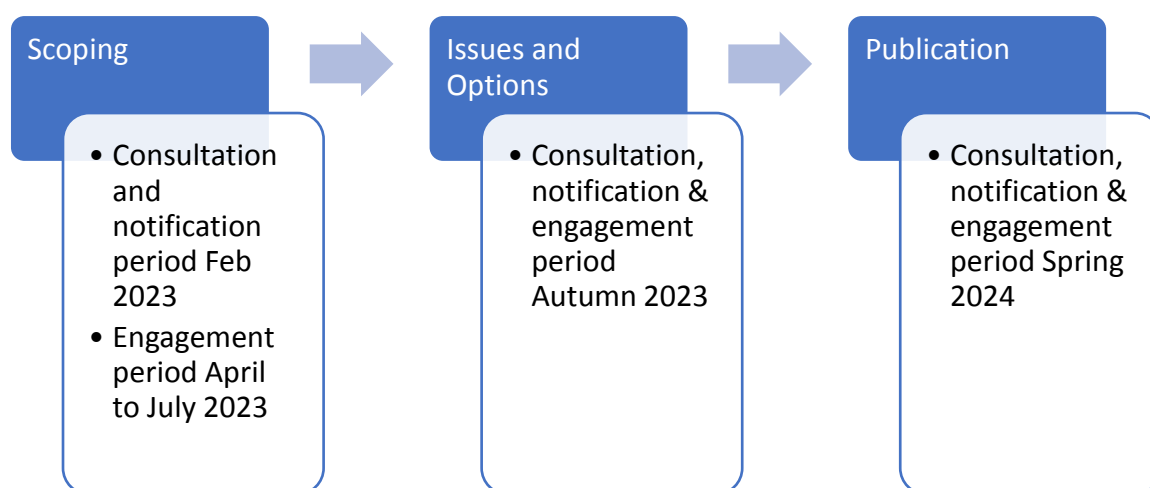 Scoping
• Consultation
and
notification
period Feb
2023
• Engagement
period April
to July 2023
Issues and
Options
• Consultation,
notification &
engagement
period
Autumn 2023
Publication
• Consultation,
notification &
engagement
period Spring
2024